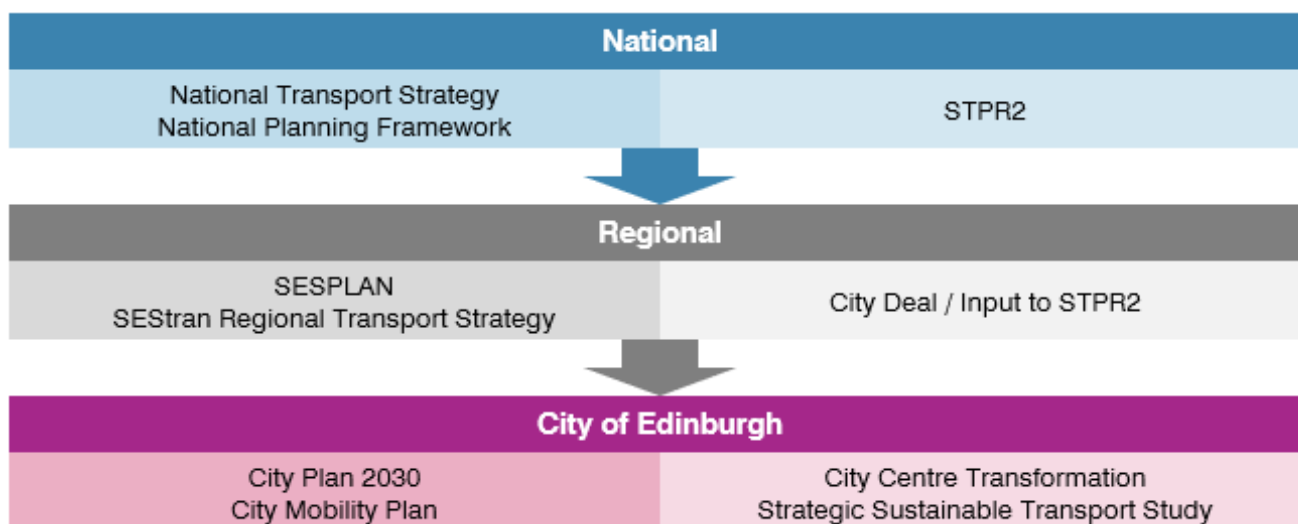 National
National Transport Strategy
National Planning Framework
STPR2
Regional
SESPLAN
SEStran Regional Transport Strategy
City Deal / Input to STPR2
City of Edinburgh
City Plan 2030
City Mobility Plan
City Centre Transformation
Strategic Sustainable Transport Study